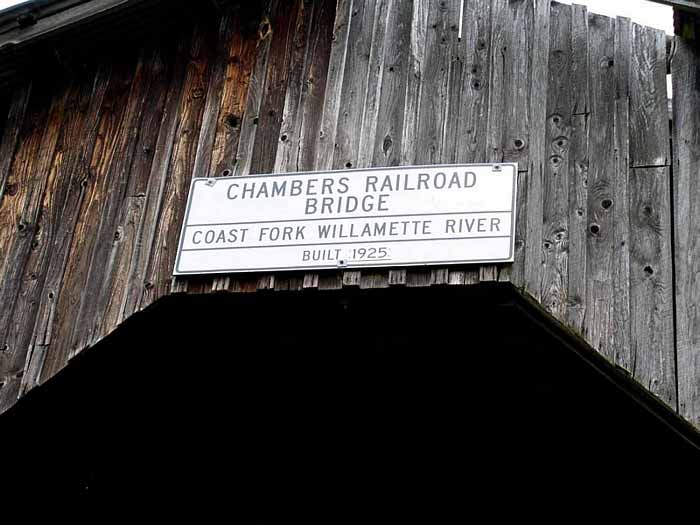 CHAMBERS RAILROAD
BRIDGE
COAST FORK WILLAMETTE RIVER
BUILT 1925